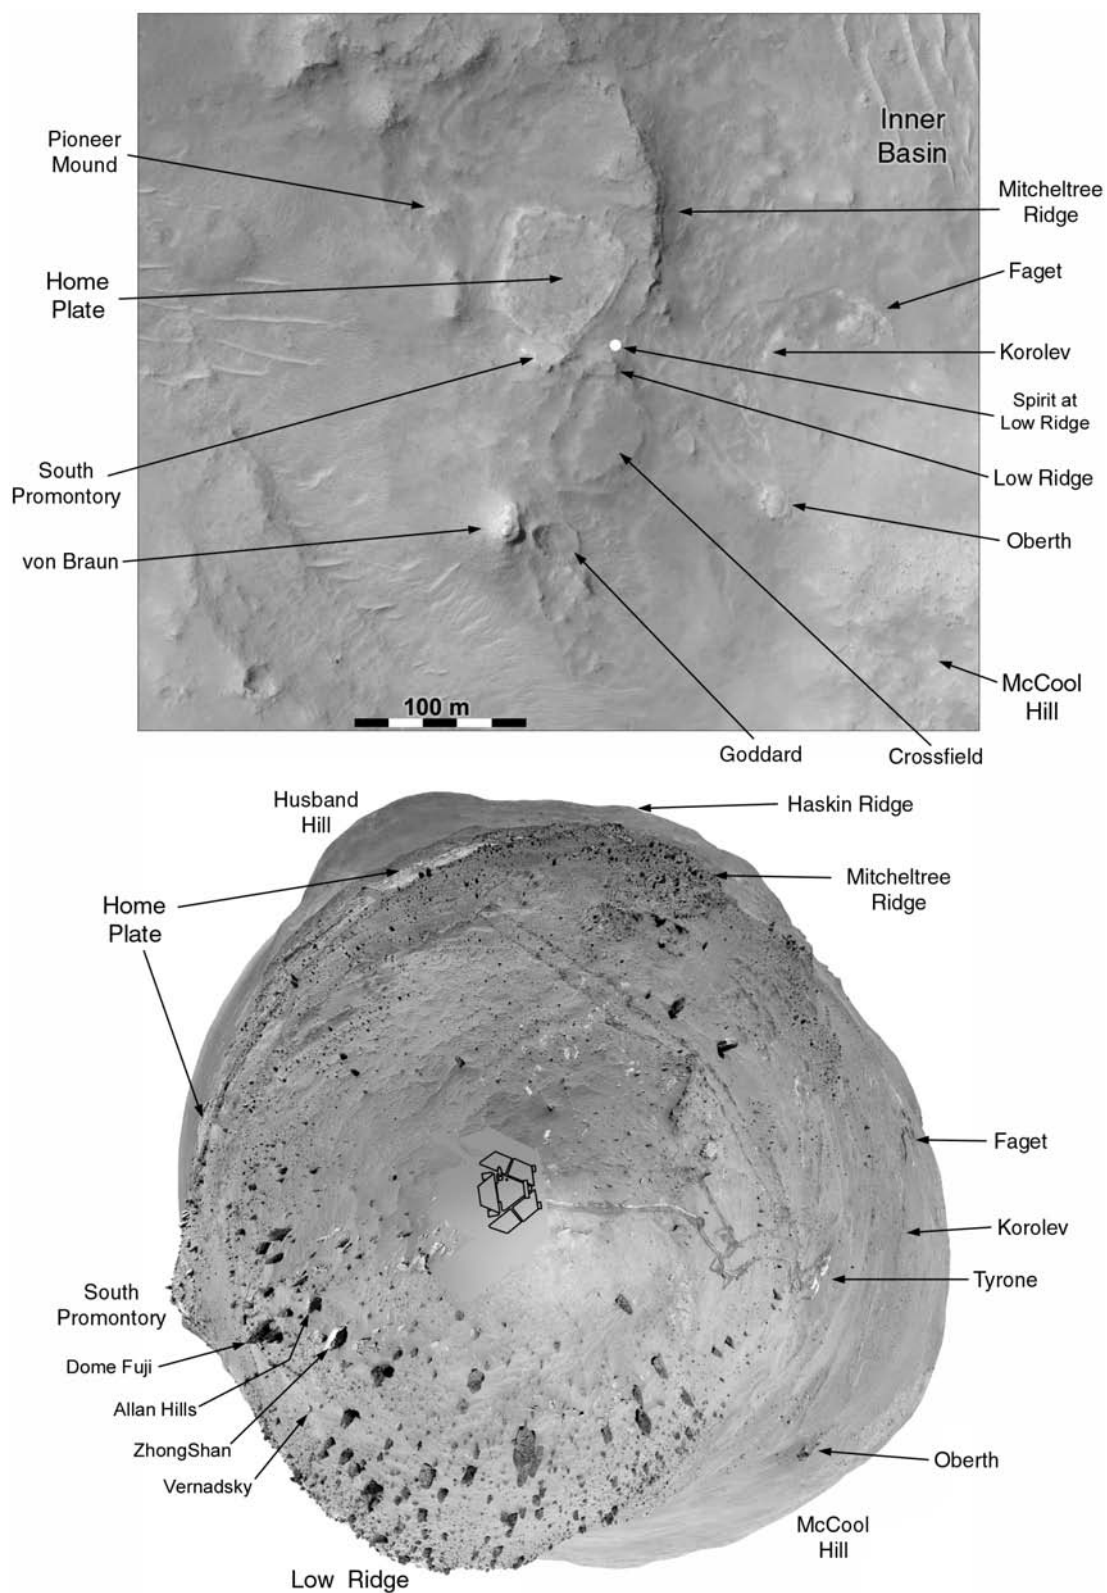 Inner
Basin
Pioneer
Mound
Mitcheltree
Ridge
Home
Plate
Faget
Korolev
Spirit at
Low Ridge
South
Promontory
Low Ridge
von Braun
Oberth
McCool
Hill
100 m
Goddard
Crossfield
Husband
Hill
Haskin Ridge
Mitcheltree
Ridge
Home
Plate
Faget
Korolev
Tyrone
South
Promontory
Dome Fuji
Allan Hills
ZhongShan
Vernadsky
Oberth
McCool
Hill
Low Ridge